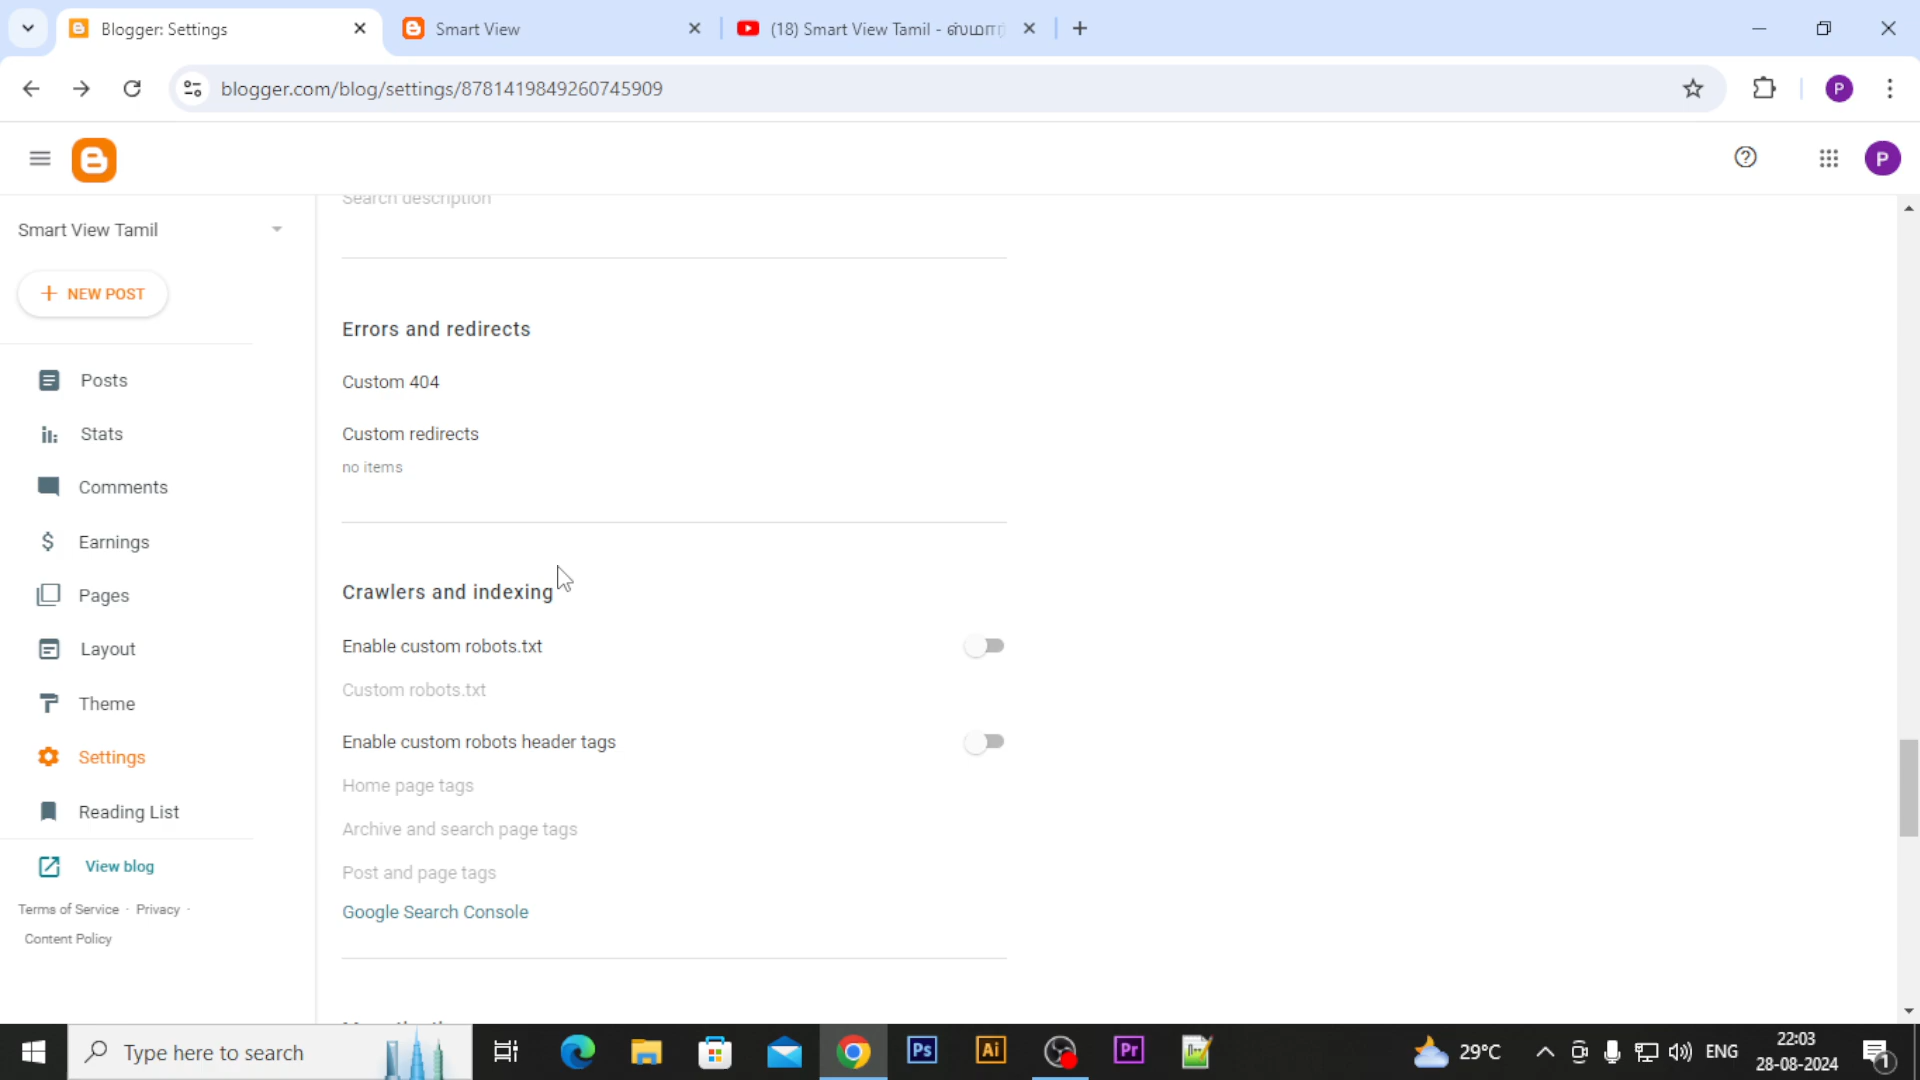 Blogger: Settings
Smart View
(18) Smart View Tamil - ஸ்மார்
blogger.com/blog/settings/8781419849260745909
P
P
Smart View Tamil
NEW POST
Posts
Stats
Comments
Earnings
Pages
Layout
Theme
Settings
Reading List
View blog
Terms of Service · Privacy ·
Content Policy
Search description
Errors and redirects
Custom 404
Custom redirects
no items
Crawlers and indexing
Enable custom robots.txt
Custom robots.txt
Enable custom robots header tags
Home page tags
Archive and search page tags
Post and page tags
Google Search Console
Type here to search
Ps
Ai
Pr
29°C
ENG
22:03
28-08-2024
1